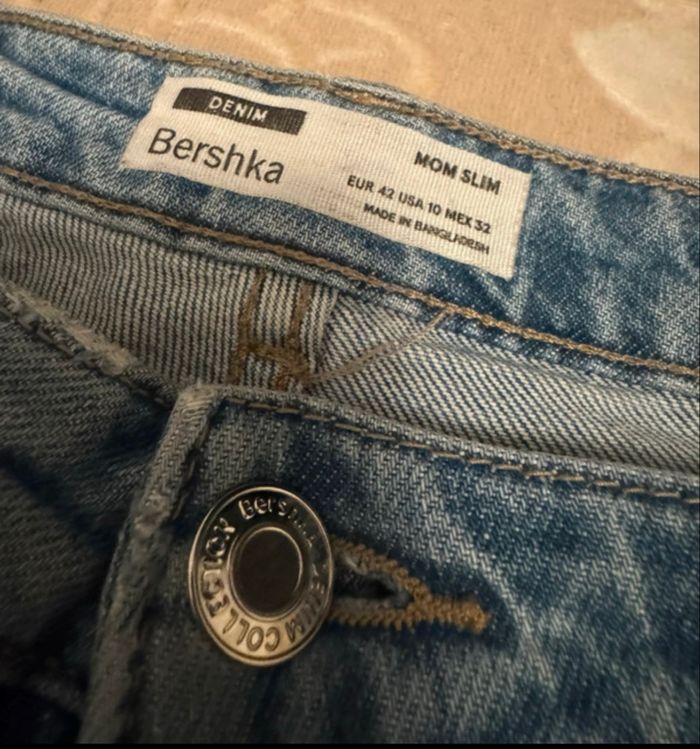 DENIM
Bershka
MOM SLIM
EUR 42 USA 10 MEX 32
MADE IN BANGLADESH
Bershka DENIM COLLECTION